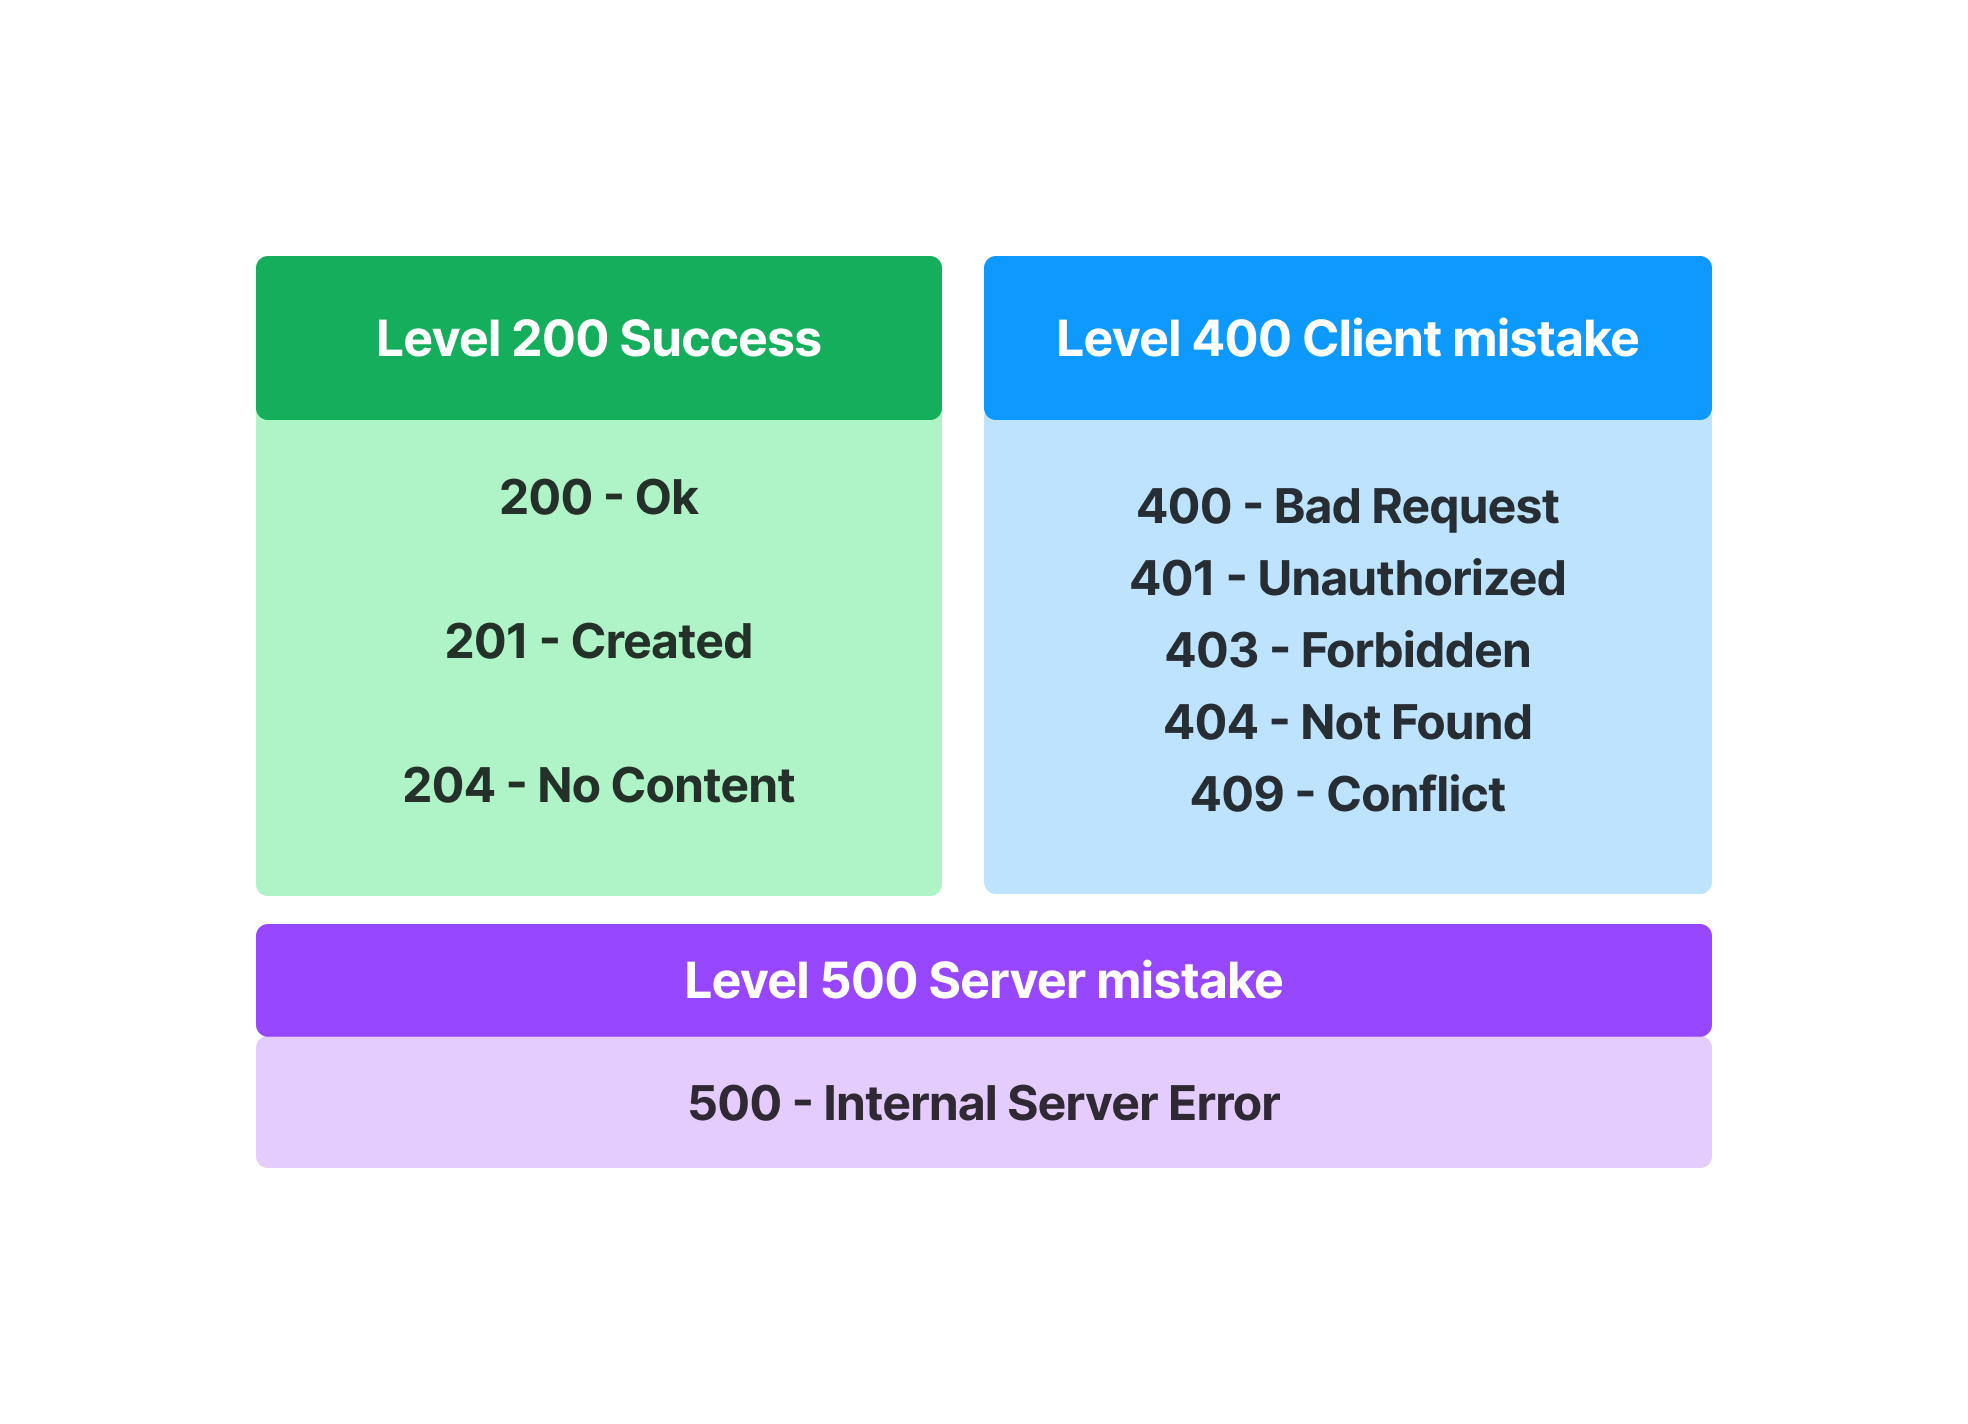 Level 200 Success
200 - Ok
201 - Created
204 - No Content
Level 400 Client mistake
400 - Bad Request
401 - Unauthorized
403 - Forbidden
404 - Not Found
409 - Conflict
Level 500 Server mistake
500 - Internal Server Error